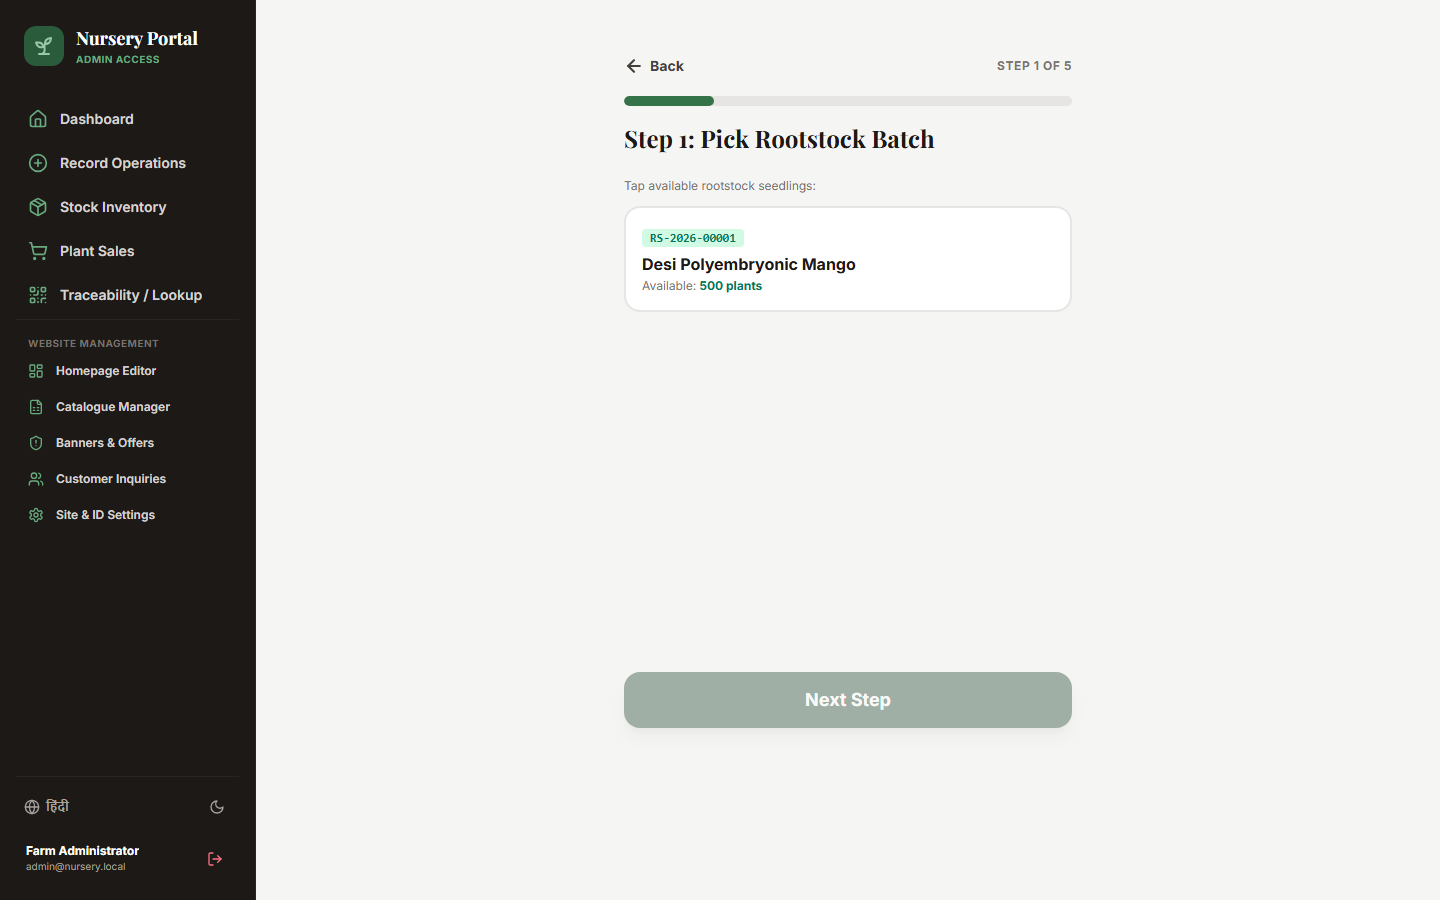 Nursery Portal
ADMIN ACCESS
Dashboard
Record Operations
Stock Inventory
Plant Sales
Traceability / Lookup
WEBSITE MANAGEMENT
Homepage Editor
Catalogue Manager
Banners & Offers
Customer Inquiries
Site & ID Settings
हिंदी
Farm Administrator
admin@nursery.local
Back
STEP 1 OF 5
Step 1: Pick Rootstock Batch
Tap available rootstock seedlings:
RS-2026-00001
Desi Polyembryonic Mango
Available: 500 plants
Next Step